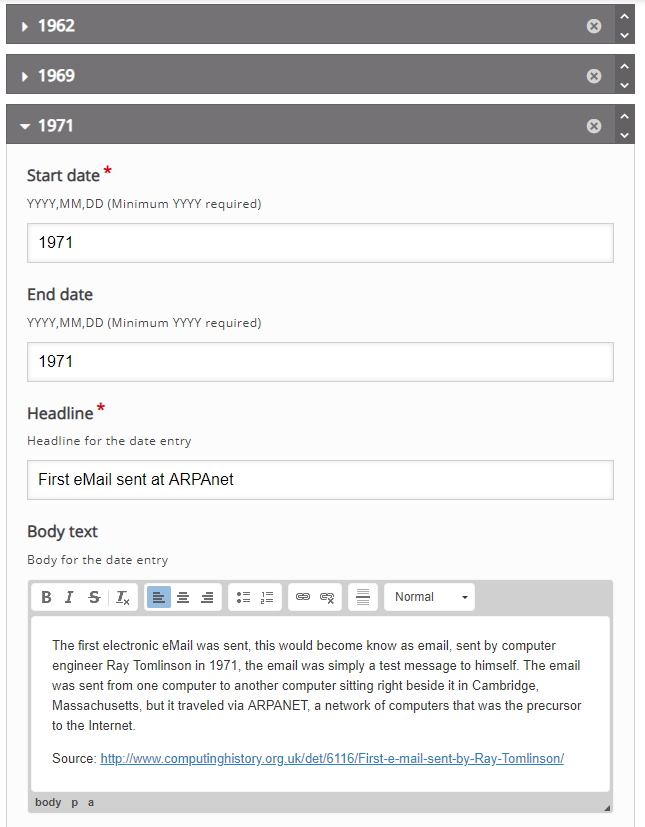 1962
1969
1971
Start date *
YYYY,MM,DD (Minimum YYYY required)
1971
End date
YYYY,MM,DD (Minimum YYYY required)
1971
Headline *
Headline for the date entry
First eMail sent at ARPAnet
Body text
Body for the date entry
B I S Tx Normal
The first electronic eMail was sent, this would become know as email, sent by computer
engineer Ray Tomlinson in 1971, the email was simply a test message to himself. The email
was sent from one computer to another computer sitting right beside it in Cambridge,
Massachusetts, but it traveled via ARPANET, a network of computers that was the precursor
to the Internet.
Source: http://www.computinghistory.org.uk/det/6116/First-e-mail-sent-by-Ray-Tomlinson/
body p a